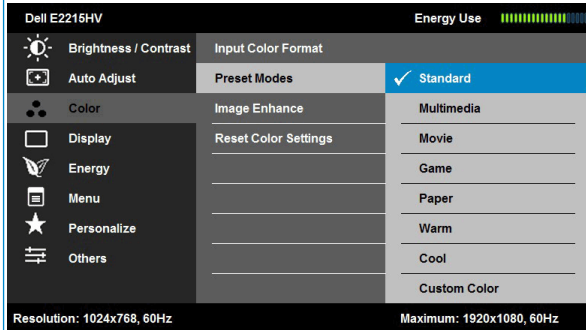 Dell E2215HV Energy Use
Brightness / Contrast Input Color Format
Auto Adjust Preset Modes Standard
Color Image Enhance Multimedia
Display Reset Color Settings Movie
Energy Game
Menu Paper
Personalize Warm
Others Cool
Custom Color
Resolution: 1024x768, 60Hz Maximum: 1920x1080, 60Hz